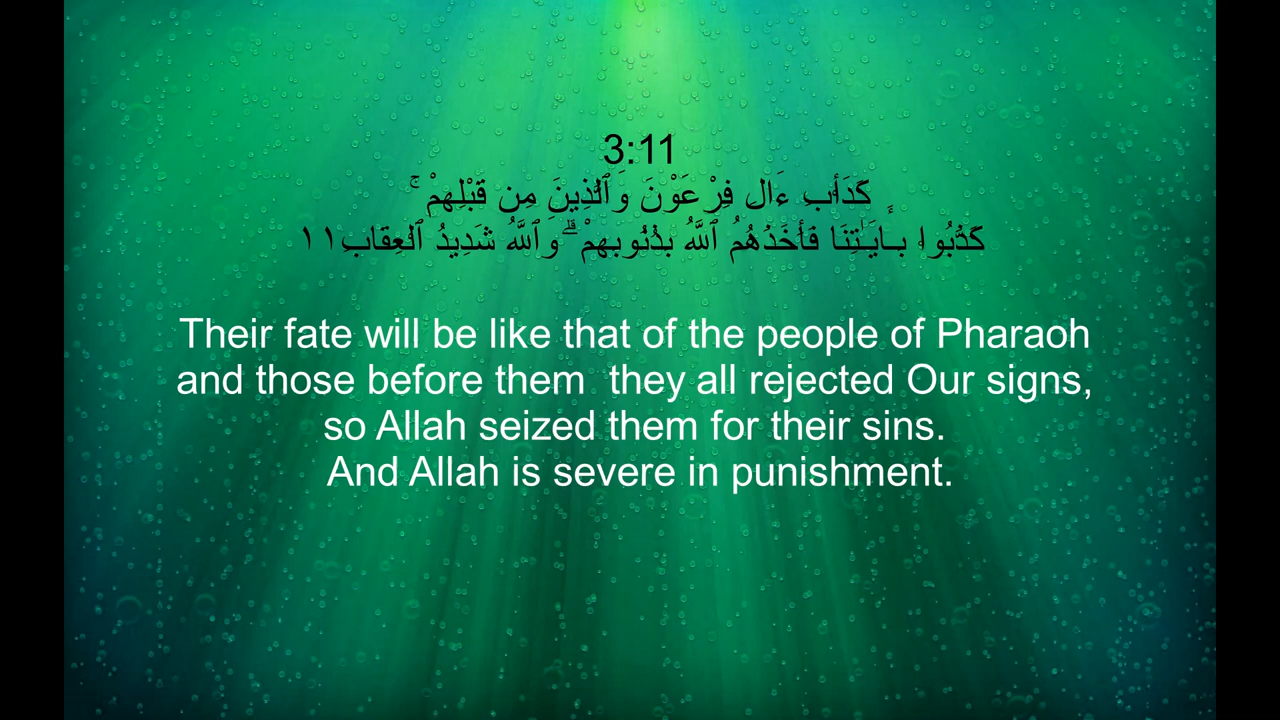 3:11
كَدَأْبِ ءَالِ فِرْعَوْنَ وَٱلَّذِينَ مِن قَبْلِهِمْ ۚ
كَذَّبُوا۟ بِـَٔايَـٰتِنَا فَأَخَذَهُمُ ٱللَّهُ بِذُنُوبِهِمْ ۗ وَٱللَّهُ شَدِيدُ ٱلْعِقَابِ ١١
Their fate will be like that of the people of Pharaoh
and those before them  they all rejected Our signs,
so Allah seized them for their sins.
And Allah is severe in punishment.